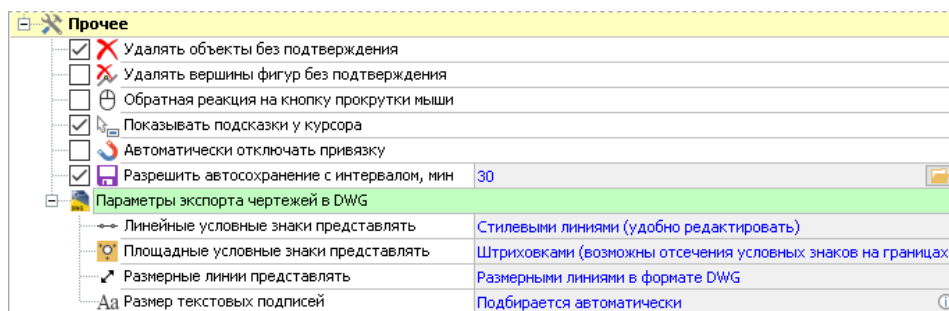 Прочее
Удалять объекты без подтверждения
Удалять вершины фигур без подтверждения
Обратная реакция на кнопку прокрутки мыши
Показывать подсказки у курсора
Автоматически отключать привязку
Разрешить автосохранение с интервалом, мин 30
Параметры экспорта чертежей в DWG
Линейные условные знаки представлять Стилевыми линиями (удобно редактировать)
Площадные условные знаки представлять Штриховками (возможны отсечения условных знаков на границах
Размерные линии представлять Размерными линиями в формате DWG
Aa Размер текстовых подписей Подбирается автоматически